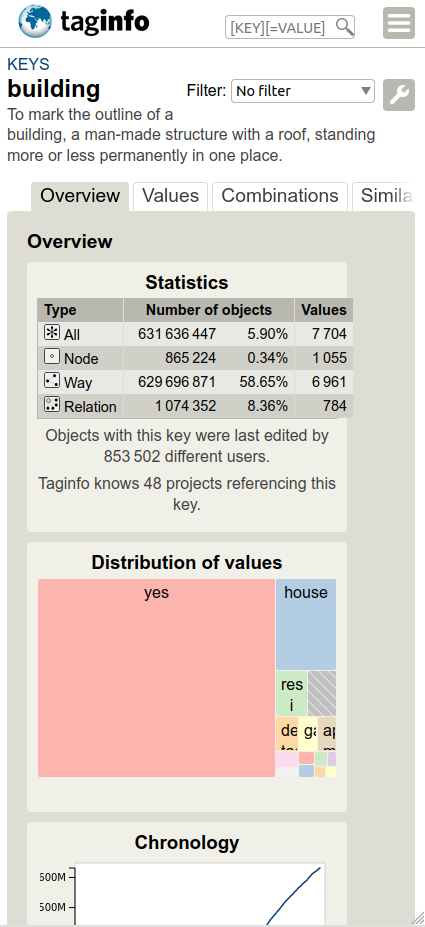 taginfo
[KEY][=VALUE]
KEYS
building
Filter: No filter
To mark the outline of a
building, a man-made structure with a roof, standing
more or less permanently in one place.
Overview Values Combinations Simila
Overview
Statistics
Type Number of objects Values
All 631 636 447 5.90% 7 704
Node 865 224 0.34% 1 055
Way 629 696 871 58.65% 6 961
Relation 1 074 352 8.36% 784
Objects with this key were last edited by
853 502 different users.
Taginfo knows 48 projects referencing this
key.
Distribution of values
yes house
res
i
de ga ap
Chronology
600M
500M